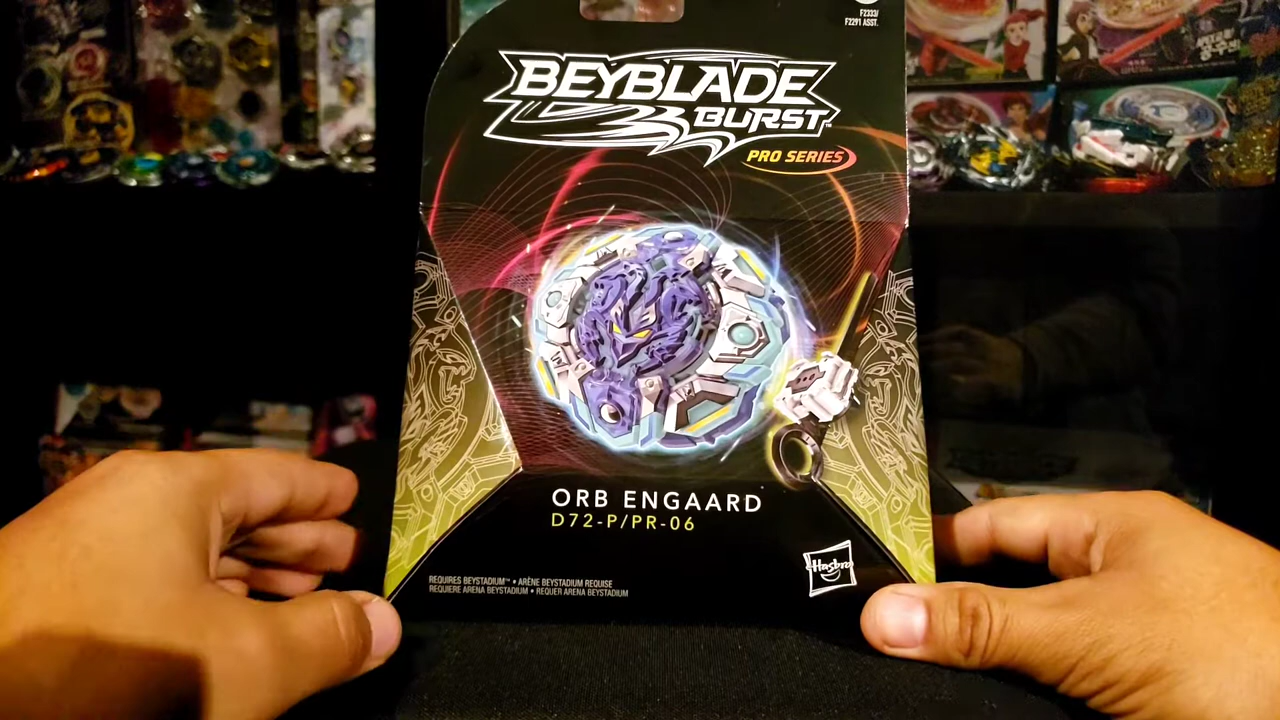 F2333/
F2291 ASST.
BEYBLADE
BURST™
PRO SERIES
ORB ENGAARD
D72-P/PR-06
Hasbro
REQUIRES BEYSTADIUM™ • ARÈNE BEYSTADIUM REQUISE
REQUIERE ARENA BEYSTADIUM • REQUER ARENA BEYSTADIUM